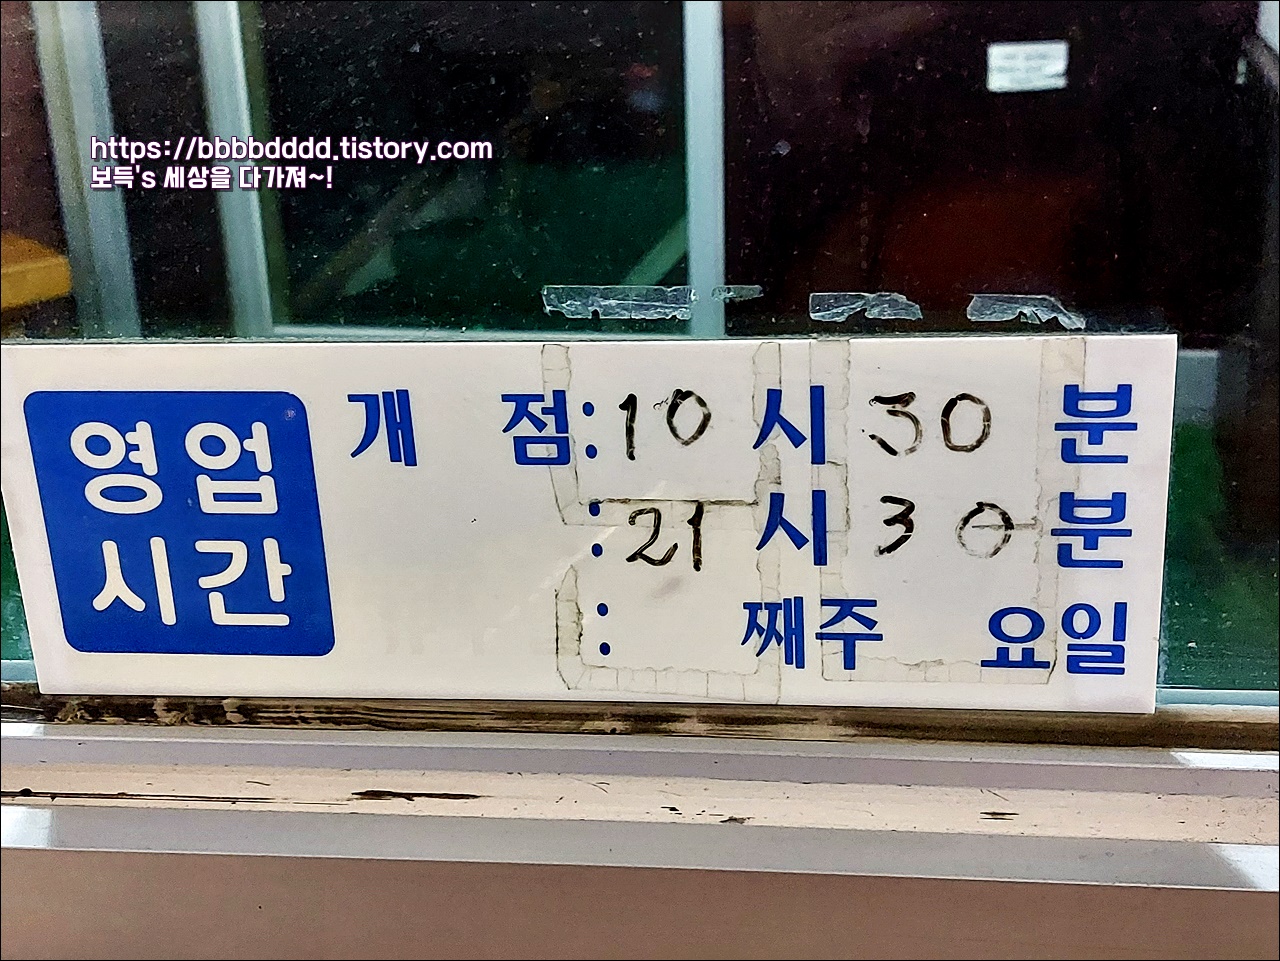 https://bbbbdddd.tistory.com
보득's 세상을 다가져~!
영업
시간
개 점 : 10 시 30 분
: 21 시 30 분
: 째주 요일